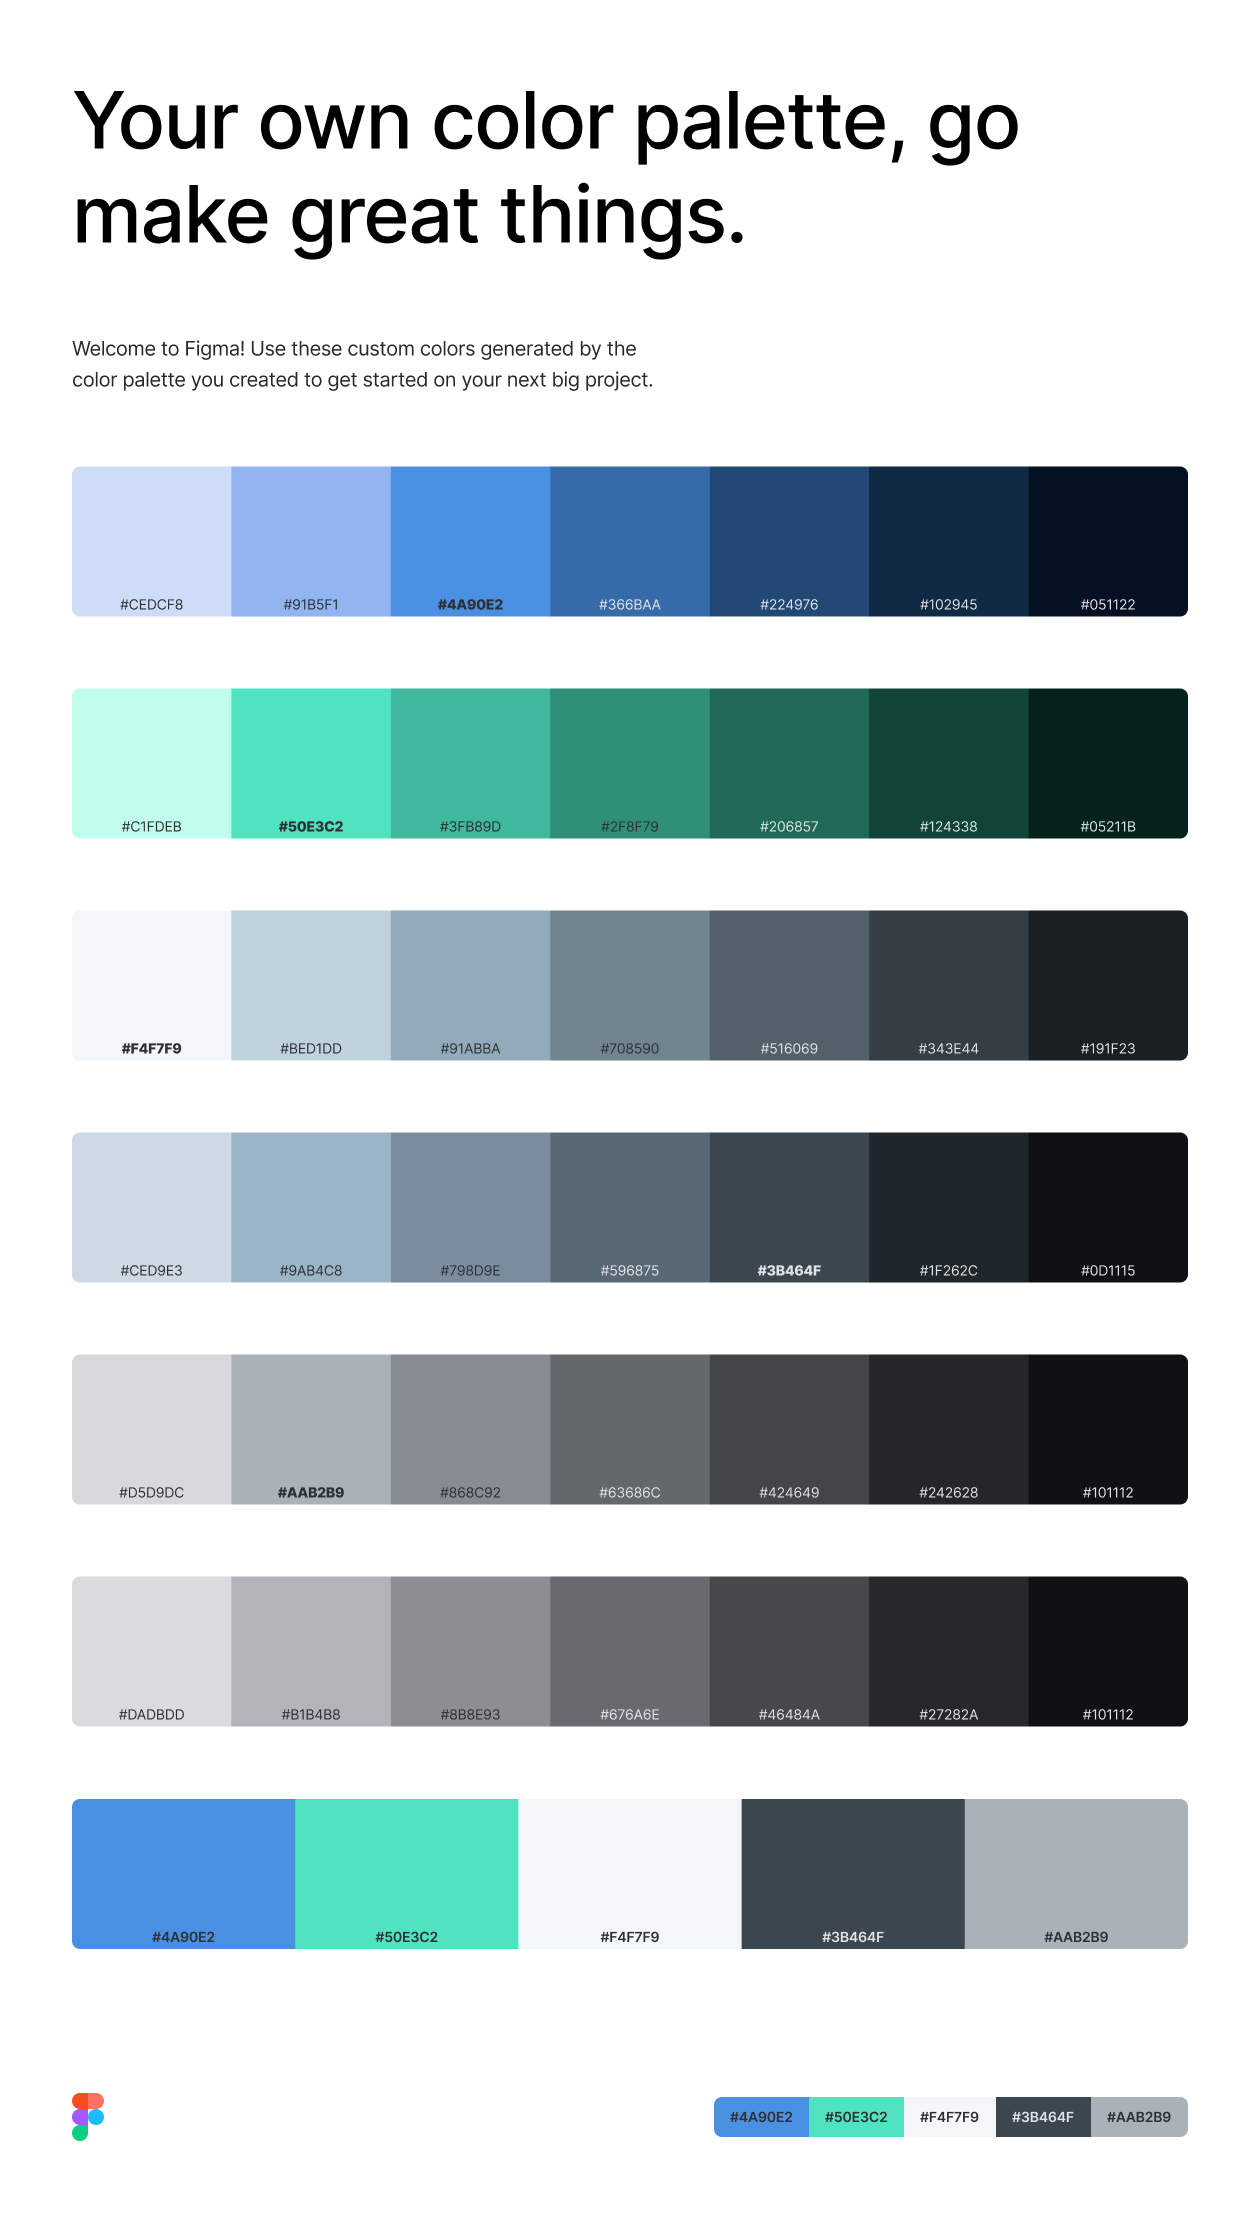 Your own color palette, go
make great things.
Welcome to Figma! Use these custom colors generated by the
color palette you created to get started on your next big project.
#CEDCF8 #91B5F1 #4A90E2 #366BAA #224976 #102945 #051122
#C1FDEB #50E3C2 #3FB89D #2F8F79 #206857 #124338 #05211B
#F4F7F9 #BED1DD #91ABBA #708590 #516069 #343E44 #191F23
#CED9E3 #9AB4C8 #798D9E #596875 #3B464F #1F262C #0D1115
#D5D9DC #AAB2B9 #868C92 #63686C #424649 #242628 #101112
#DADBDD #B1B4B8 #8B8E93 #676A6E #46484A #27282A #101112
#4A90E2 #50E3C2 #F4F7F9 #3B464F #AAB2B9
#4A90E2 #50E3C2 #F4F7F9 #3B464F #AAB2B9